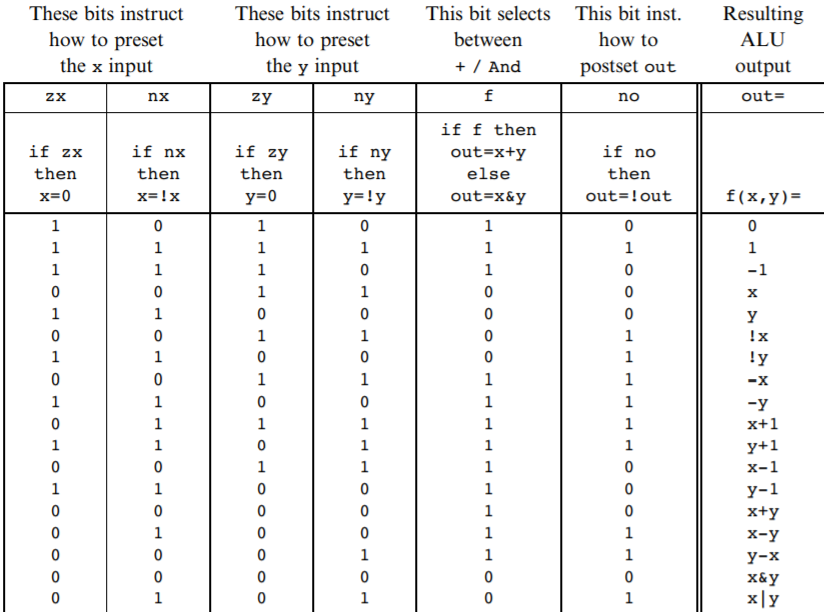 These bits instruct These bits instruct This bit selects This bit inst. Resulting
how to preset how to preset between how to ALU
the x input the y input + / And postset out output
zx nx zy ny f no out=
if f then
if zx if nx if zy if ny out=x+y if no
then then then then else then
x=0 x=!x y=0 y=!y out=x&y out=!out f(x,y)=
1 0 1 0 1 0 0
1 1 1 1 1 1 1
1 1 1 0 1 0 -1
0 0 1 1 0 0 x
1 1 0 0 0 0 y
0 0 1 1 0 1 !x
1 1 0 0 0 1 !y
0 0 1 1 1 1 -x
1 1 0 0 1 1 -y
0 1 1 1 1 1 x+1
1 1 0 1 1 1 y+1
0 0 1 1 1 0 x-1
1 1 0 0 1 0 y-1
0 0 0 0 1 0 x+y
0 1 0 0 1 1 x-y
0 0 0 1 1 1 y-x
0 0 0 0 0 0 x&y
0 1 0 1 0 1 x|y